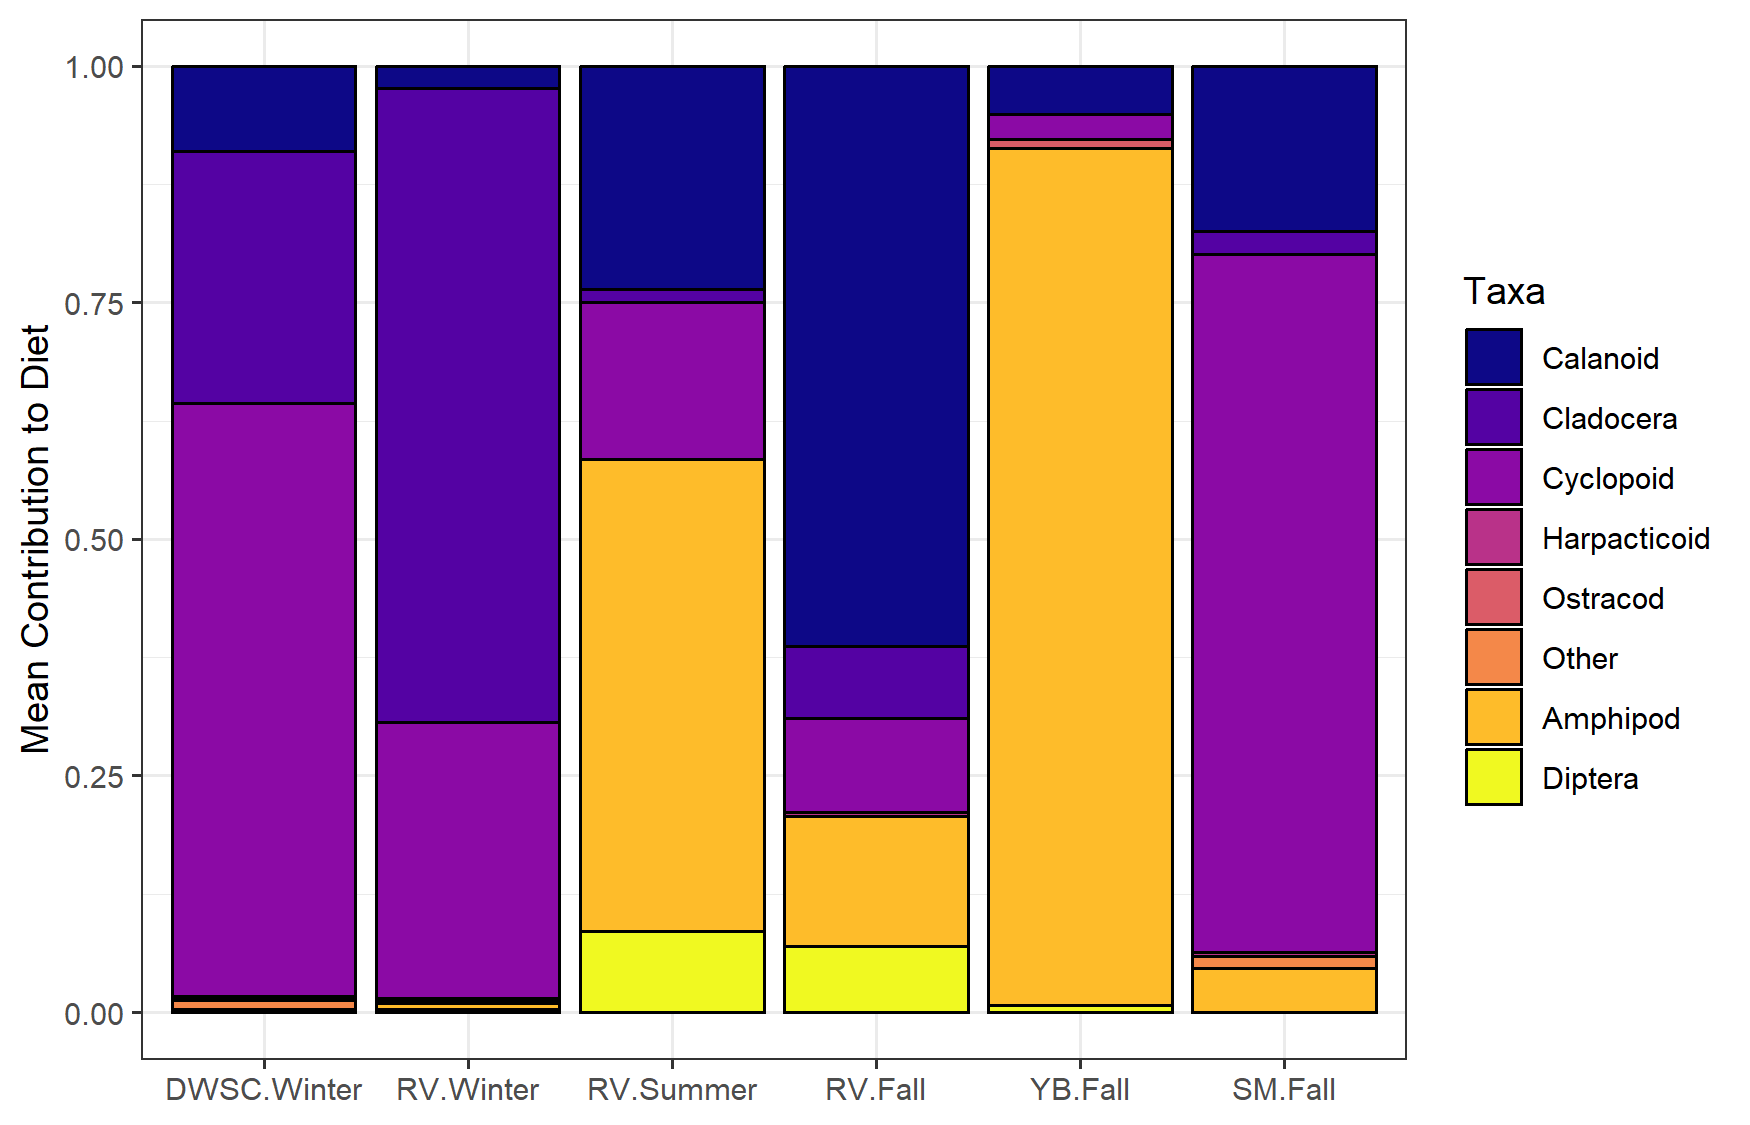 Mean Contribution to Diet
1.00
0.75
0.50
0.25
0.00
DWSC.Winter
RV.Winter
RV.Summer
RV.Fall
YB.Fall
SM.Fall
Taxa
Calanoid
Cladocera
Cyclopoid
Harpacticoid
Ostracod
Other
Amphipod
Diptera